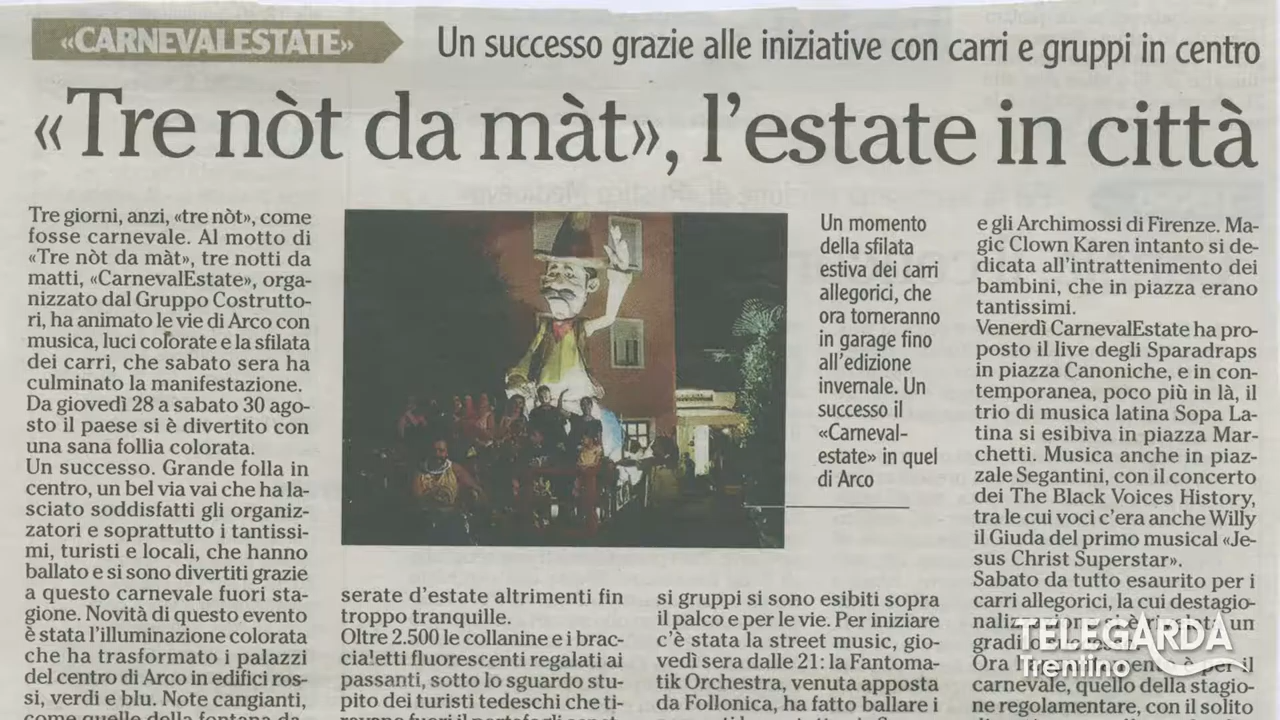 «CARNEVALESTATE»
Un successo grazie alle iniziative con carri e gruppi in centro
«Tre nòt da màt», l'estate in città
Tre giorni, anzi, «tre nòt», come
fosse carnevale. Al motto di
«Tre nòt da màt», tre notti da
matti, «CarnevalEstate», orga-
nizzato dal Gruppo Costrutto-
ri, ha animato le vie di Arco con
musica, luci colorate e la sfilata
dei carri, che sabato sera ha
culminato la manifestazione.
Da giovedì 28 a sabato 30 ago-
sto il paese si è divertito con
una sana follia colorata.
Un successo. Grande folla in
centro, un bel via vai che ha la-
sciato soddisfatti gli organiz-
zatori e soprattutto i tantissi-
mi, turisti e locali, che hanno
ballato e si sono divertiti grazie
a questo carnevale fuori sta-
gione. Novità di questo evento
è stata l'illuminazione colorata
che ha trasformato i palazzi
del centro di Arco in edifici ros-
si, verdi e blu. Note cangianti,
come quelle della fontana da-
serate d'estate altrimenti fin
troppo tranquille.
Oltre 2.500 le collanine e i brac-
cialetti fluorescenti regalati ai
passanti, sotto lo sguardo stu-
pito dei turisti tedeschi che ti-
Un momento
della sfilata
estiva dei carri
allegorici, che
ora torneranno
in garage fino
all'edizione
invernale. Un
successo il
«Carneval-
estate» in quel
di Arco
si gruppi si sono esibiti sopra
il palco e per le vie. Per iniziare
c'è stata la street music, gio-
vedì sera dalle 21: la Fantoma-
tik Orchestra, venuta apposta
da Follonica, ha fatto ballare i
e gli Archimossi di Firenze. Ma-
gic Clown Karen intanto si de-
dicata all'intrattenimento dei
bambini, che in piazza erano
tantissimi.
Venerdì CarnevalEstate ha pro-
posto il live degli Sparadraps
in piazza Canoniche, e in con-
temporanea, poco più in là, il
trio di musica latina Sopa La-
tina si esibiva in piazza Mar-
chetti. Musica anche in piaz-
zale Segantini, con il concerto
dei The Black Voices History,
tra le cui voci c'era anche Willy
il Giuda del primo musical «Je-
sus Christ Superstar».
Sabato da tutto esaurito per i
carri allegorici, la cui destagio-
un
è per il
carnevale, quello della stagio-
ne regolamentare, con il solito
TELEGARDA
Trentino